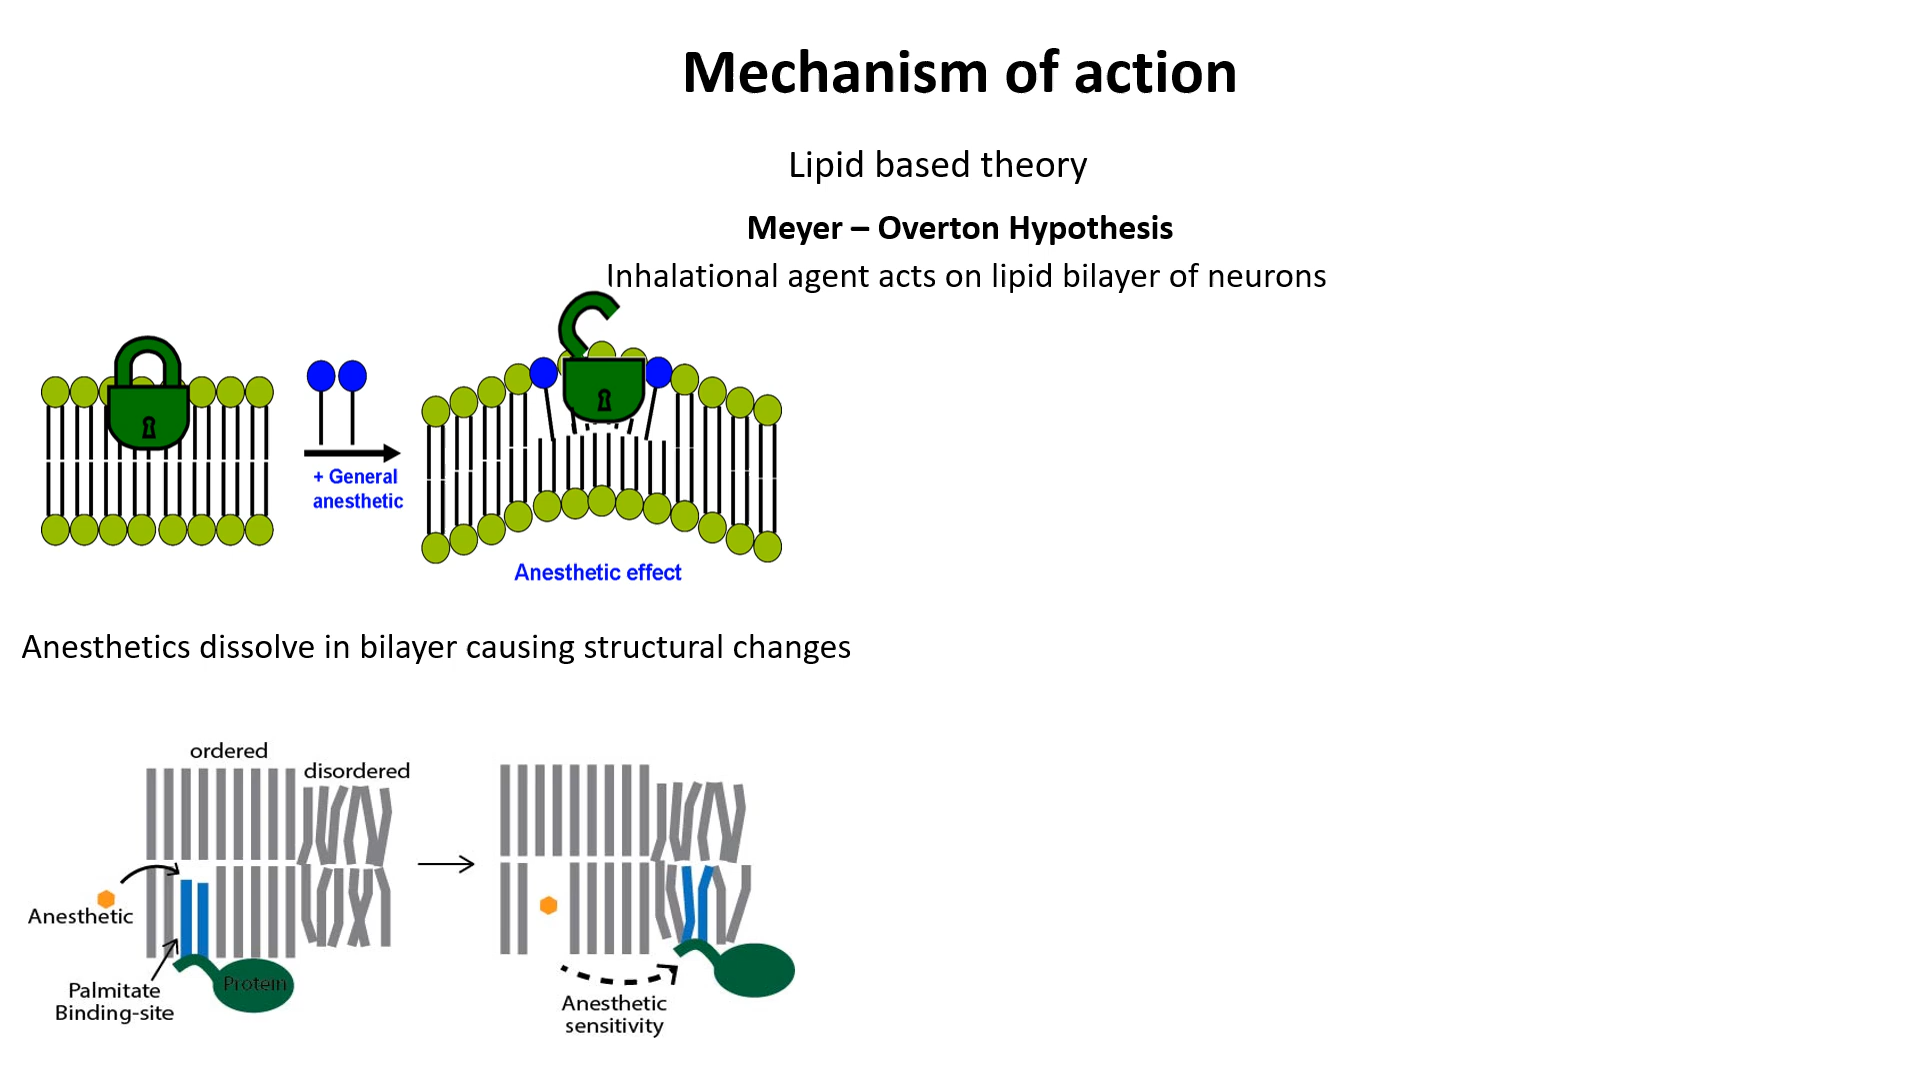 Mechanism of action
Lipid based theory
Meyer – Overton Hypothesis
Inhalational agent acts on lipid bilayer of neurons
+ General
anesthetic
Anesthetic effect
Anesthetics dissolve in bilayer causing structural changes
ordered
disordered
Anesthetic
Palmitate
Binding-site
Protein
Anesthetic
sensitivity